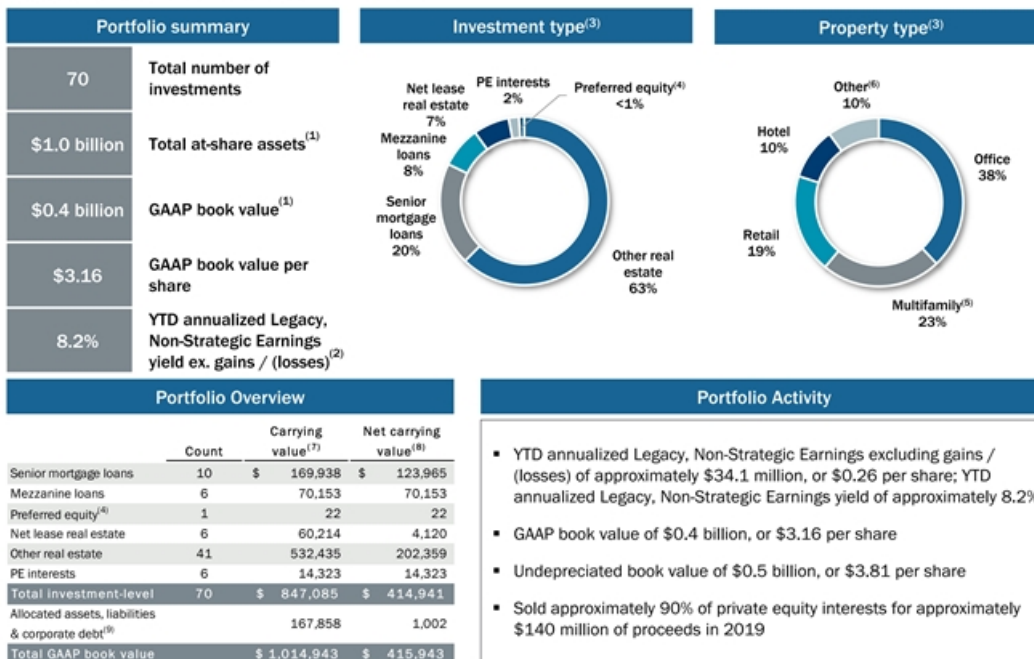 Portfolio summary
70
Total number of
investments
$1.0 billion
Total at-share assets(1)
$0.4 billion
GAAP book value(1)
$3.16
GAAP book value per
share
8.2%
YTD annualized Legacy,
Non-Strategic Earnings
yield ex. gains / (losses)(2)
Investment type(3)
PE interests
2%
Preferred equity(4)
<1%
Net lease
real estate
7%
Mezzanine
loans
8%
Senior
mortgage
loans
20%
Other real
estate
63%
Property type(3)
Other(6)
10%
Hotel
10%
Office
38%
Retail
19%
Multifamily(5)
23%
Portfolio Overview
Count Carrying value(7) Net carrying value(8)
Senior mortgage loans 10 $ 169,938 $ 123,965
Mezzanine loans 6 70,153 70,153
Preferred equity(4) 1 22 22
Net lease real estate 6 60,214 4,120
Other real estate 41 532,435 202,359
PE interests 6 14,323 14,323
Total investment-level 70 $ 847,085 $ 414,941
Allocated assets, liabilities
& corporate debt(9) 167,858 1,002
Total GAAP book value $ 1,014,943 $ 415,943
Portfolio Activity
▪ YTD annualized Legacy, Non-Strategic Earnings excluding gains /
(losses) of approximately $34.1 million, or $0.26 per share; YTD
annualized Legacy, Non-Strategic Earnings yield of approximately 8.2%
▪ GAAP book value of $0.4 billion, or $3.16 per share
▪ Undepreciated book value of $0.5 billion, or $3.81 per share
▪ Sold approximately 90% of private equity interests for approximately
$140 million of proceeds in 2019